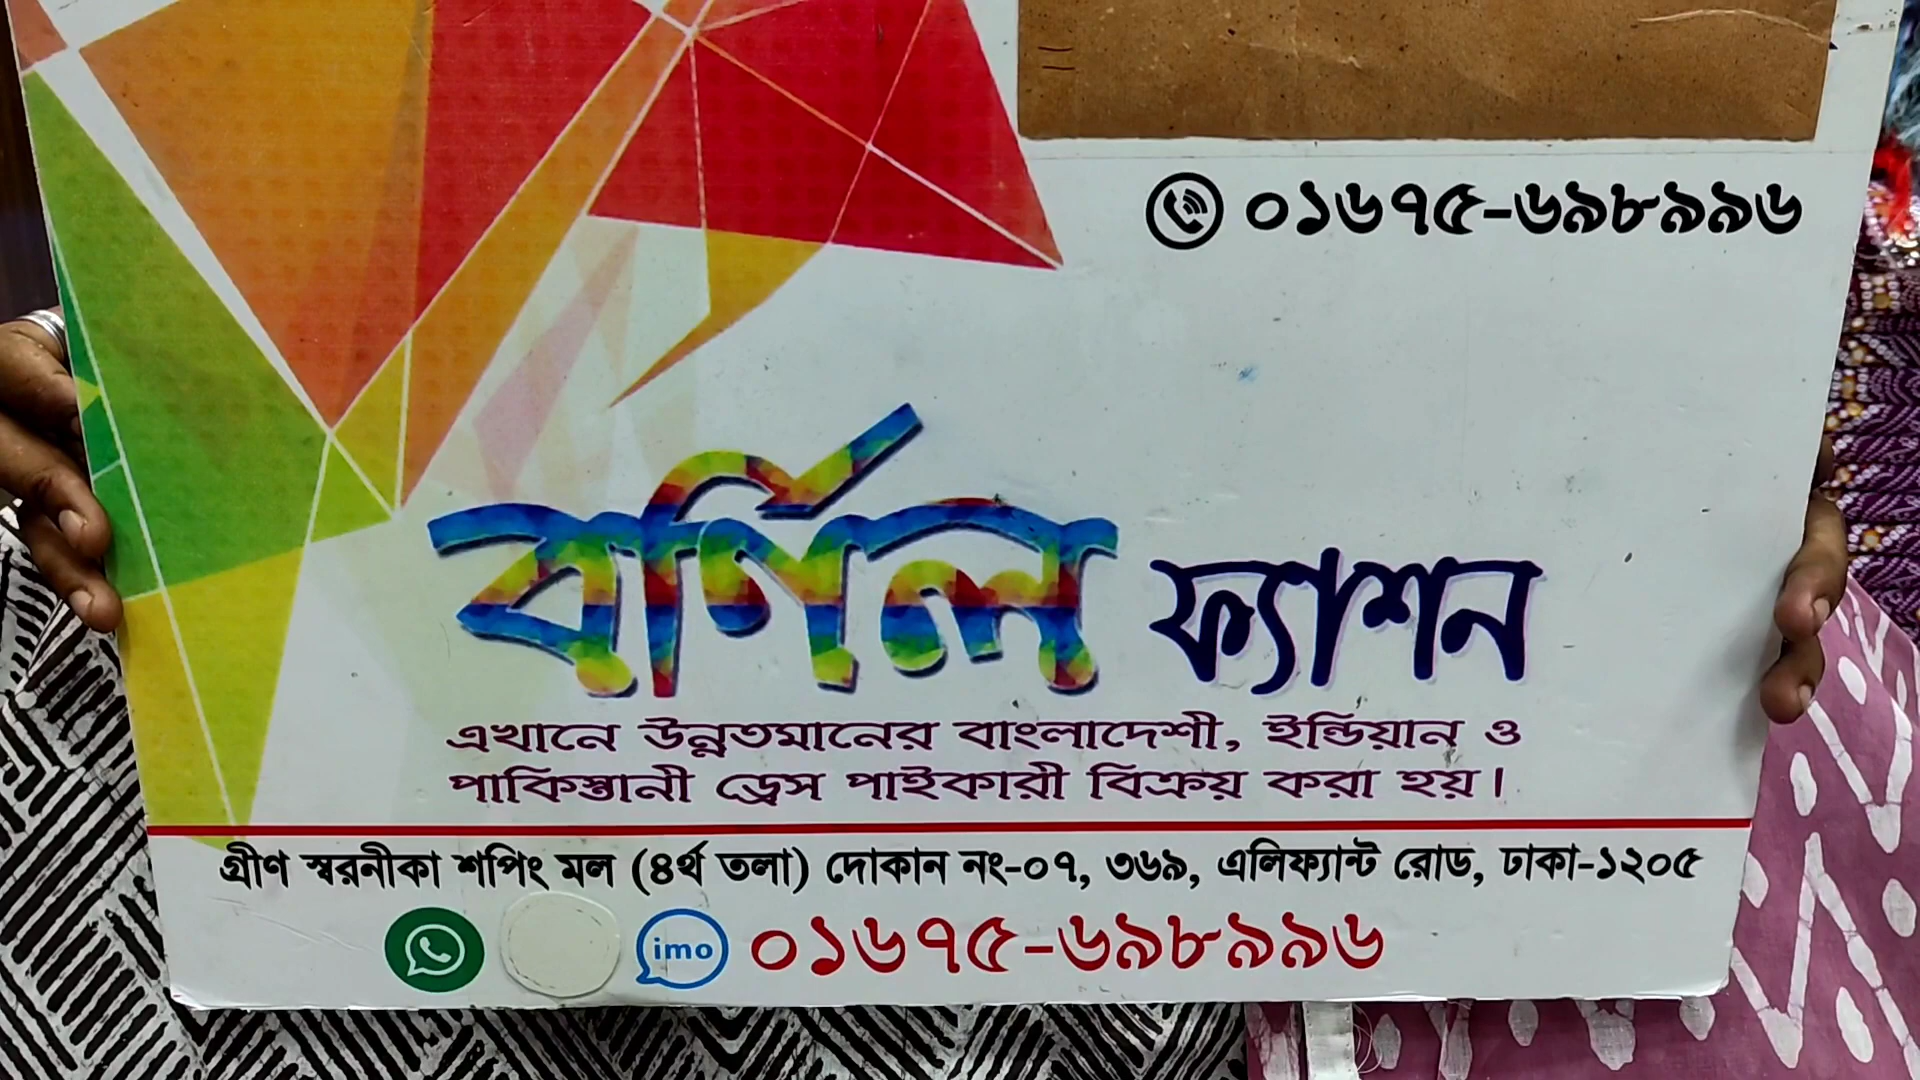 ০১৬৭৫-৬৯৮৯৯৬
বর্ণিল ফ্যাশন
এখানে উন্নতমানের বাংলাদেশী, ইন্ডিয়ান ও
পাকিস্তানী ড্রেস পাইকারী বিক্রয় করা হয়।
গ্রীণ স্বরনীকা শপিং মল (৪র্থ তলা) দোকান নং-০৭, ৩৬৯, এলিফ্যান্ট রোড, ঢাকা-১২০৫
imo ০১৬৭৫-৬৯৮৯৯৬